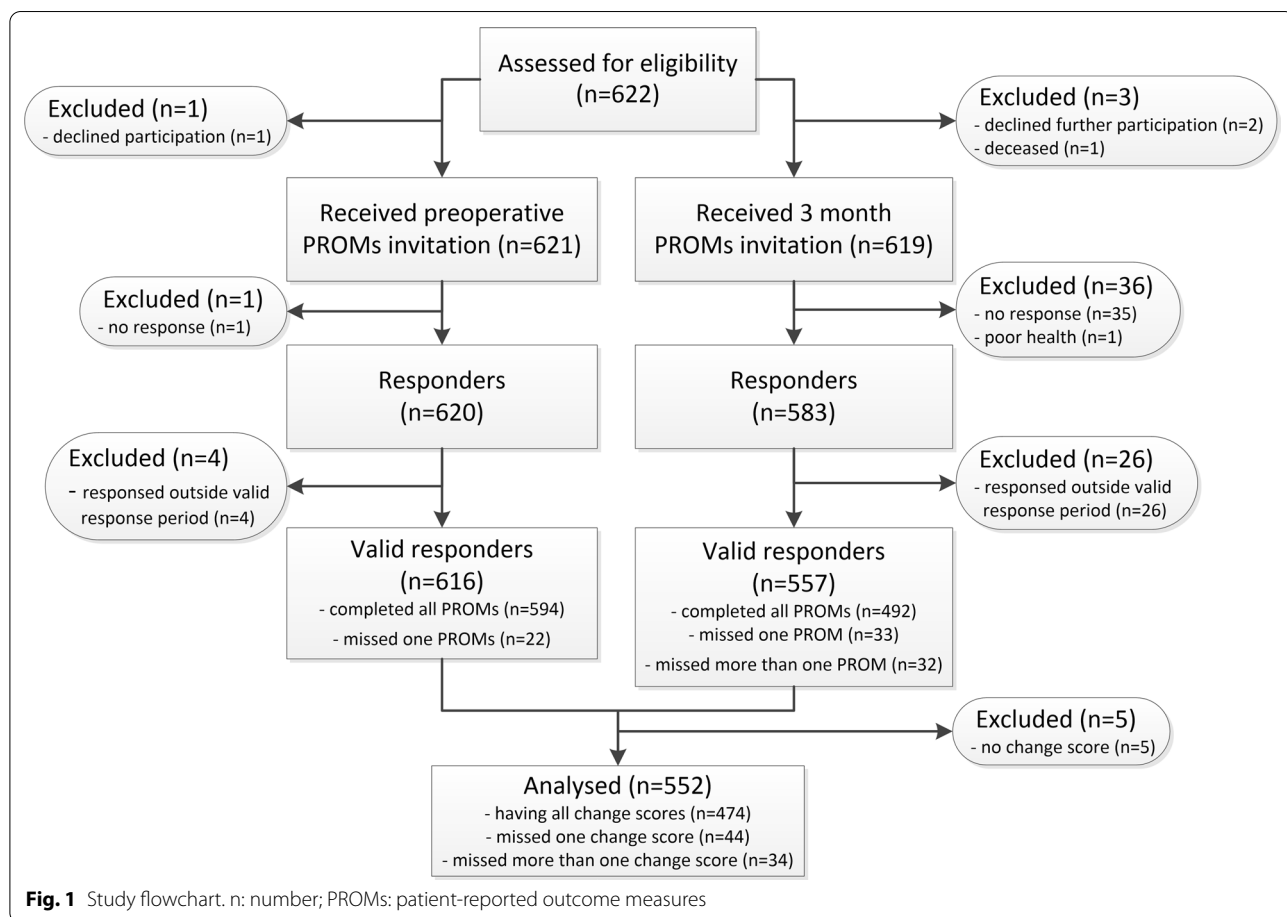 Assessed for eligibility
(n=622)
Excluded (n=1)
- declined participation (n=1)
Excluded (n=3)
- declined further participation (n=2)
- deceased (n=1)
Received preoperative
PROMs invitation (n=621)
Received 3 month
PROMs invitation (n=619)
Excluded (n=1)
- no response (n=1)
Excluded (n=36)
- no response (n=35)
- poor health (n=1)
Responders
(n=620)
Responders
(n=583)
Excluded (n=4)
- responsed outside valid
response period (n=4)
Excluded (n=26)
- responsed outside valid
response period (n=26)
Valid responders
(n=616)
- completed all PROMs (n=594)
- missed one PROMs (n=22)
Valid responders
(n=557)
- completed all PROMs (n=492)
- missed one PROM (n=33)
- missed more than one PROM (n=32)
Excluded (n=5)
- no change score (n=5)
Analysed (n=552)
- having all change scores (n=474)
- missed one change score (n=44)
- missed more than one change score (n=34)
Fig. 1 Study flowchart. n: number; PROMs: patient-reported outcome measures